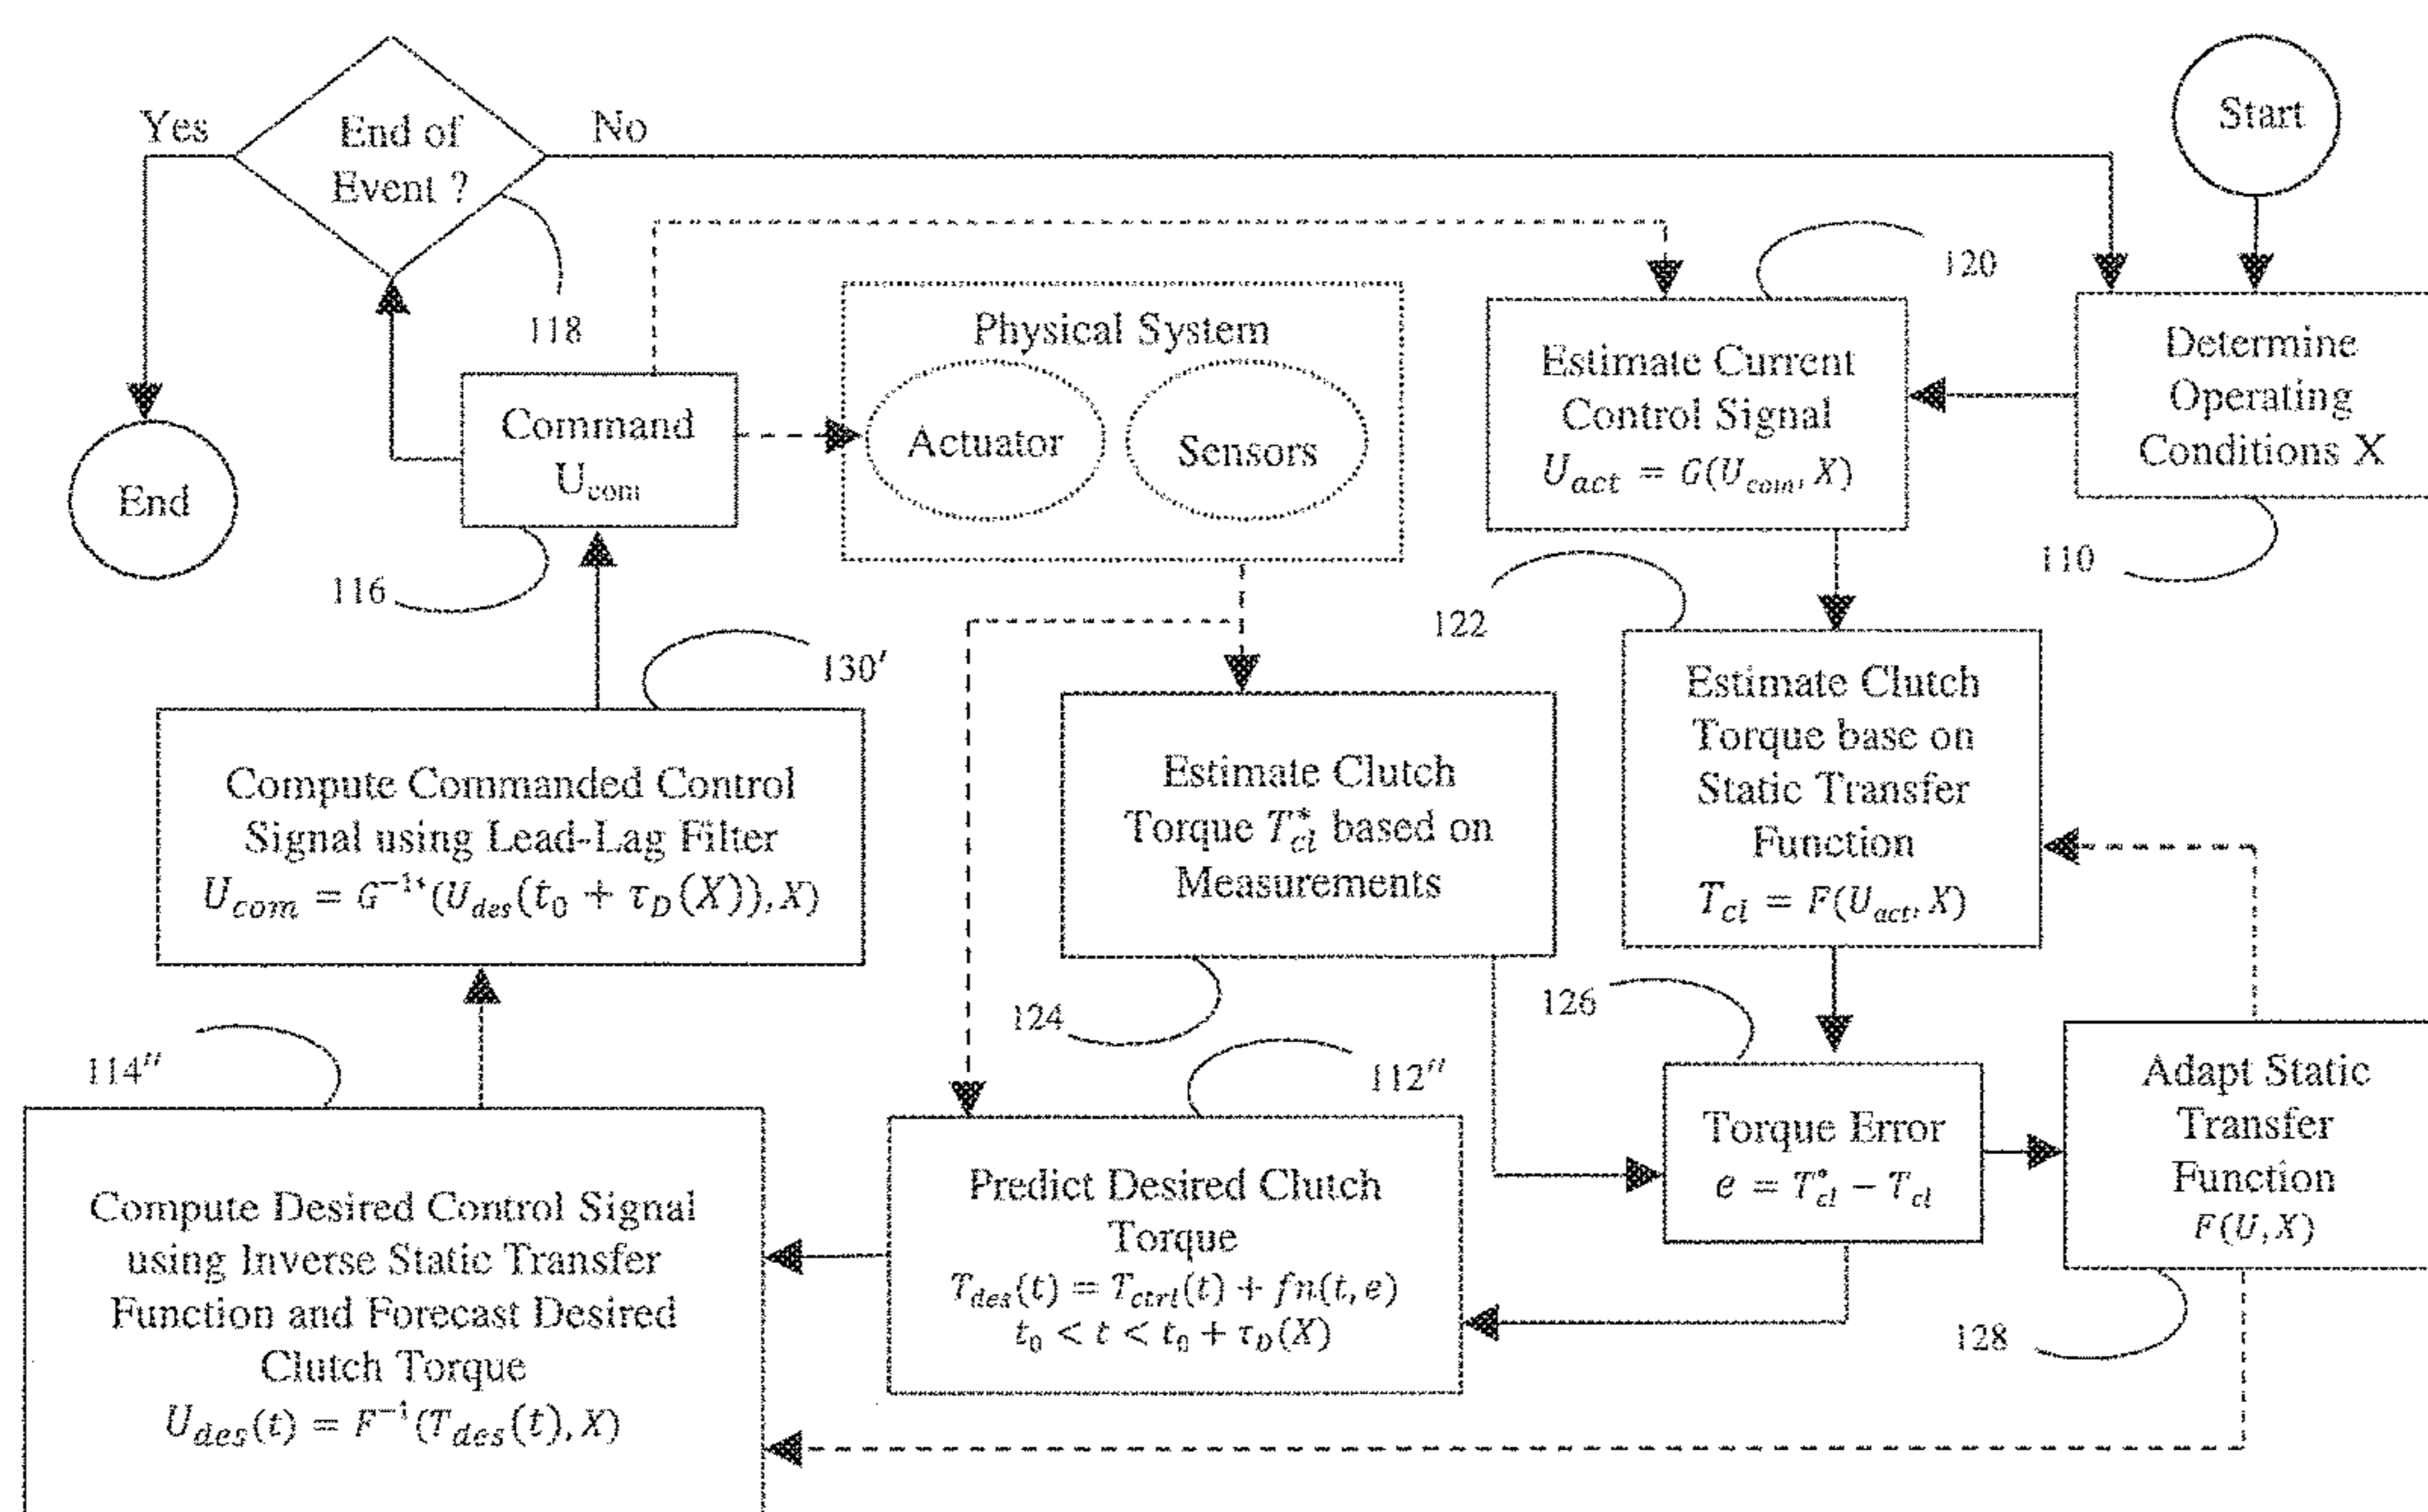 Start
Yes
End of
Event ?
No
118
120
Physical System
Actuator
Sensors
Command
U_com
End
116
Estimate Current
Control Signal
U_act = G(U_com, X)
Determine
Operating
Conditions X
110
122
130′
Compute Commanded Control
Signal using Lead-Lag Filter
U_com = G^-1*(U_des(t_0 + τ_D(X)), X)
Estimate Clutch
Torque T*_cl based on
Measurements
124
Estimate Clutch
Torque base on
Static Transfer
Function
T_cl = F(U_act, X)
126
114″
112″
Compute Desired Control Signal
using Inverse Static Transfer
Function and Forecast Desired
Clutch Torque
U_des(t) = F^-1(T_des(t), X)
Predict Desired Clutch
Torque
T_des(t) = T_ctrl(t) + fn(t, e)
t_0 < t < t_0 + τ_D(X)
Torque Error
e = T*_cl − T_cl
Adapt Static
Transfer
Function
F(U, X)
128